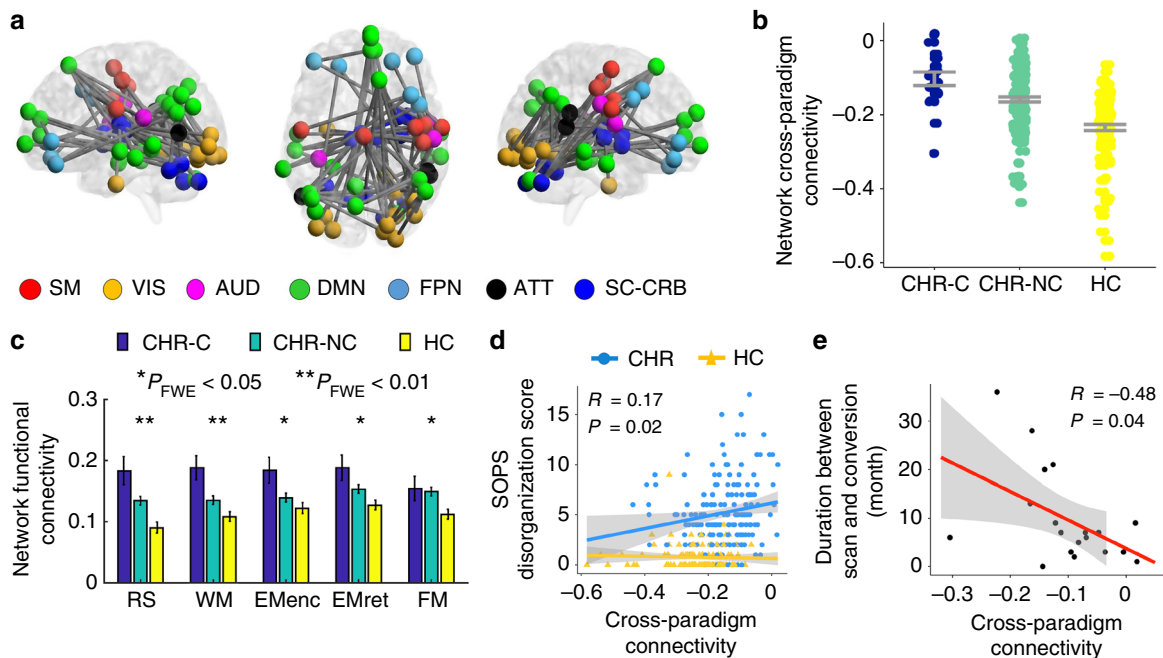 a
SM VIS AUD DMN FPN ATT SC-CRB
b
Network cross-paradigm
connectivity
0
−0.2
−0.4
−0.6
CHR-C CHR-NC HC
c
CHR-C CHR-NC HC
*P FWE < 0.05 **P FWE < 0.01
Network functional
connectivity
0.3
0.2
0.1
0
** ** * * *
RS WM EMenc EMret FM
d
CHR HC
SOPS
disorganization score
R = 0.17
P = 0.02
15
10
5
0
−0.6 −0.4 −0.2 0
Cross-paradigm
connectivity
e
Duration between
scan and conversion
(month)
R = −0.48
P = 0.04
30
20
10
0
−0.3 −0.2 −0.1 0
Cross-paradigm
connectivity